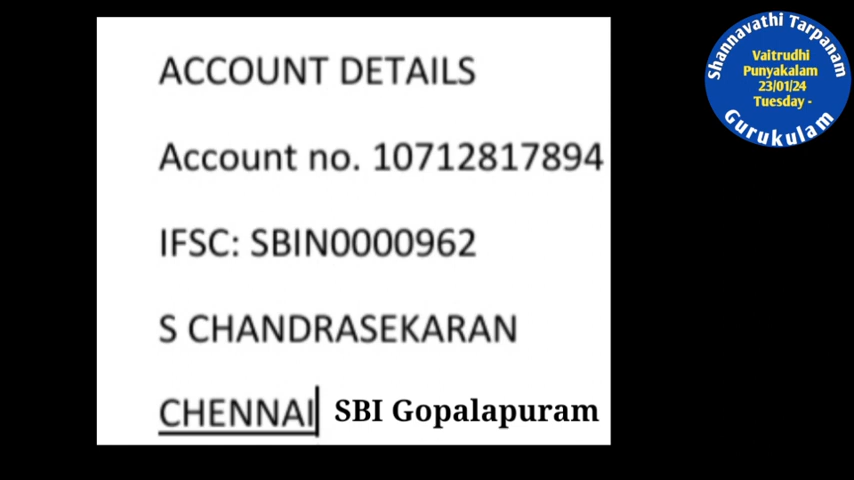 ACCOUNT DETAILS
Account no. 10712817894
IFSC: SBIN0000962
S CHANDRASEKARAN
CHENNAI SBI Gopalapuram
Shannavathi Tarpanam
Vaitrudhi
Punyakalam
23/01/24
Tuesday -
Gurukulam